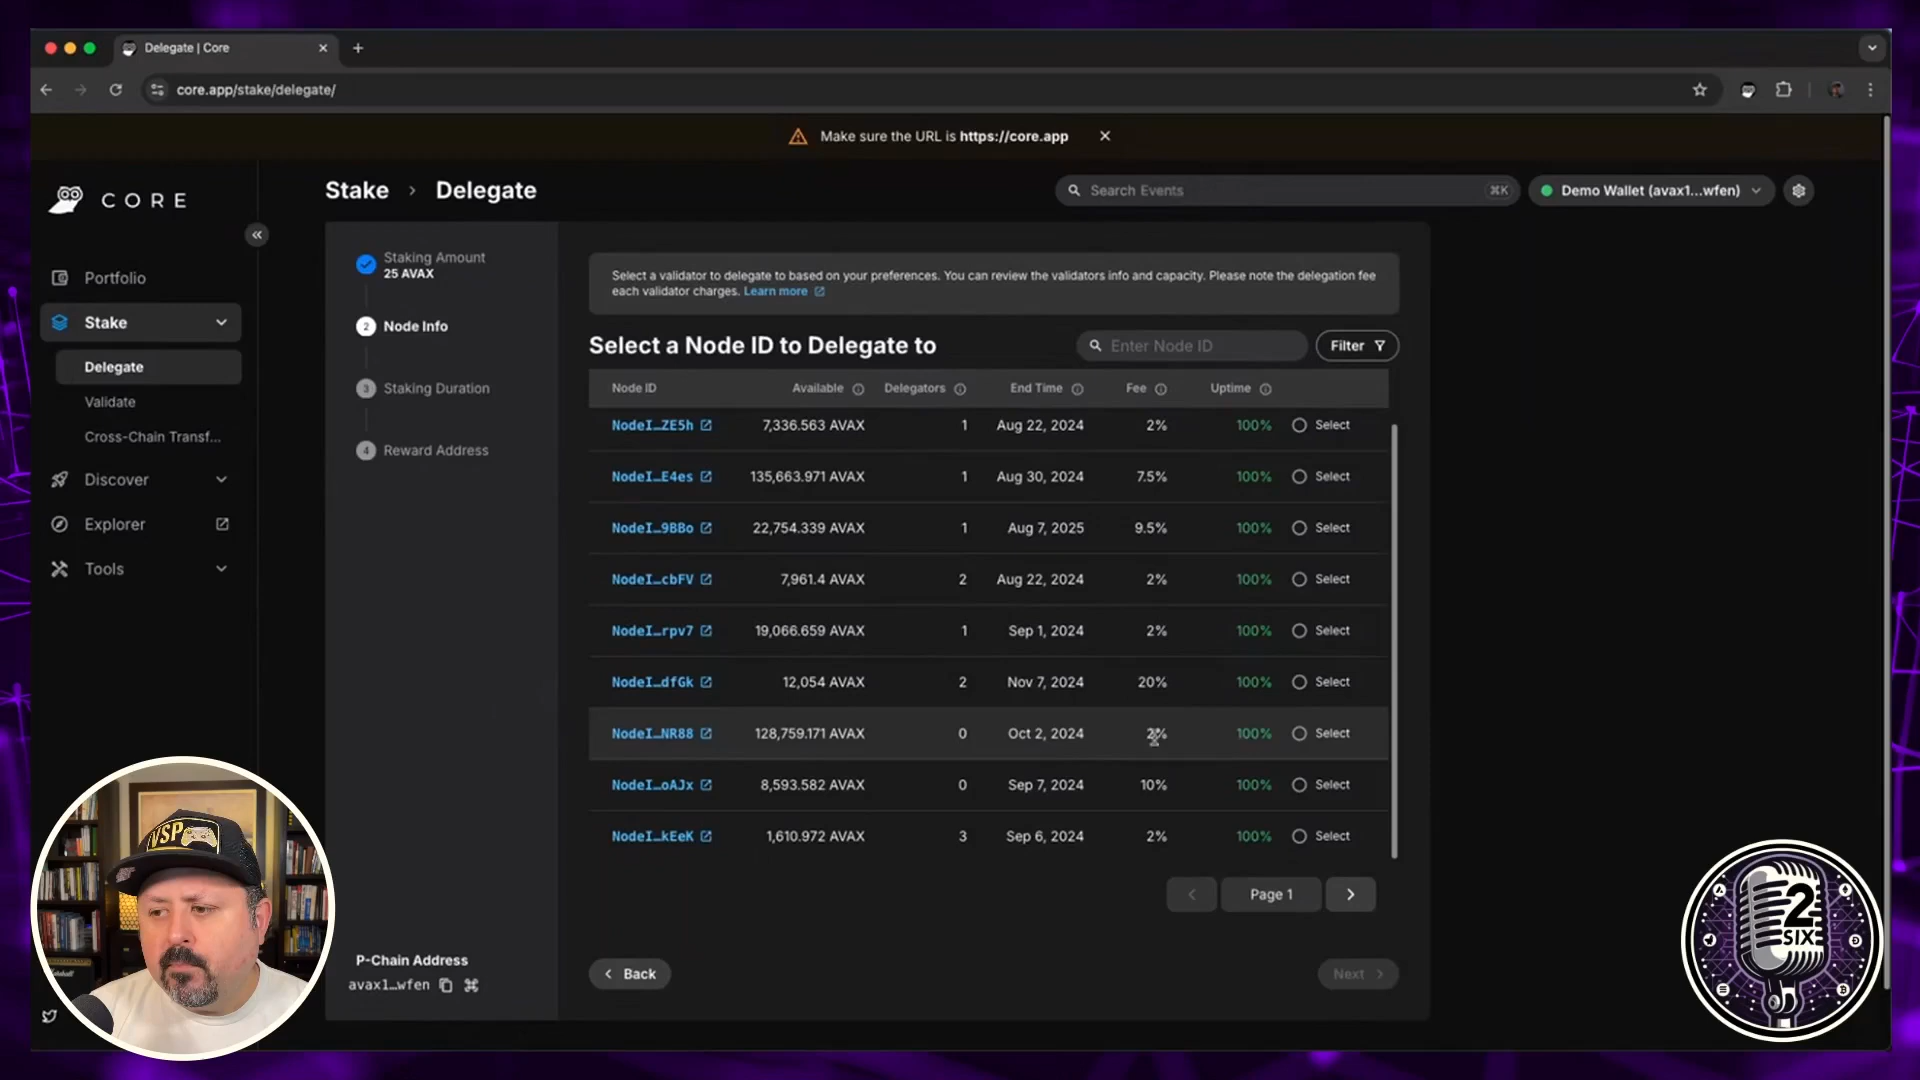 Delegate | Core
core.app/stake/delegate/
Make sure the URL is https://core.app
CORE
Stake > Delegate
Search Events
⌘K
Demo Wallet (avax1...wfen)
Portfolio
Stake
Delegate
Validate
Cross-Chain Transf...
Discover
Explorer
Tools
Staking Amount
25 AVAX
2 Node Info
3 Staking Duration
4 Reward Address
P-Chain Address
avax1…wfen
Select a validator to delegate to based on your preferences. You can review the validators info and capacity. Please note the delegation fee
each validator charges. Learn more
Select a Node ID to Delegate to
Enter Node ID
Filter
Node ID Available Delegators End Time Fee Uptime
NodeI…ZE5h 7,336.563 AVAX 1 Aug 22, 2024 2% 100% Select
NodeI…E4es 135,663.971 AVAX 1 Aug 30, 2024 7.5% 100% Select
NodeI…9BBo 22,754.339 AVAX 1 Aug 7, 2025 9.5% 100% Select
NodeI…cbFV 7,961.4 AVAX 2 Aug 22, 2024 2% 100% Select
NodeI…rpv7 19,066.659 AVAX 1 Sep 1, 2024 2% 100% Select
NodeI…dfGk 12,054 AVAX 2 Nov 7, 2024 20% 100% Select
NodeI…NR88 128,759.171 AVAX 0 Oct 2, 2024 2% 100% Select
NodeI…oAJx 8,593.582 AVAX 0 Sep 7, 2024 10% 100% Select
NodeI…kEeK 1,610.972 AVAX 3 Sep 6, 2024 2% 100% Select
Page 1
Back
Next
VSP
2
SIX